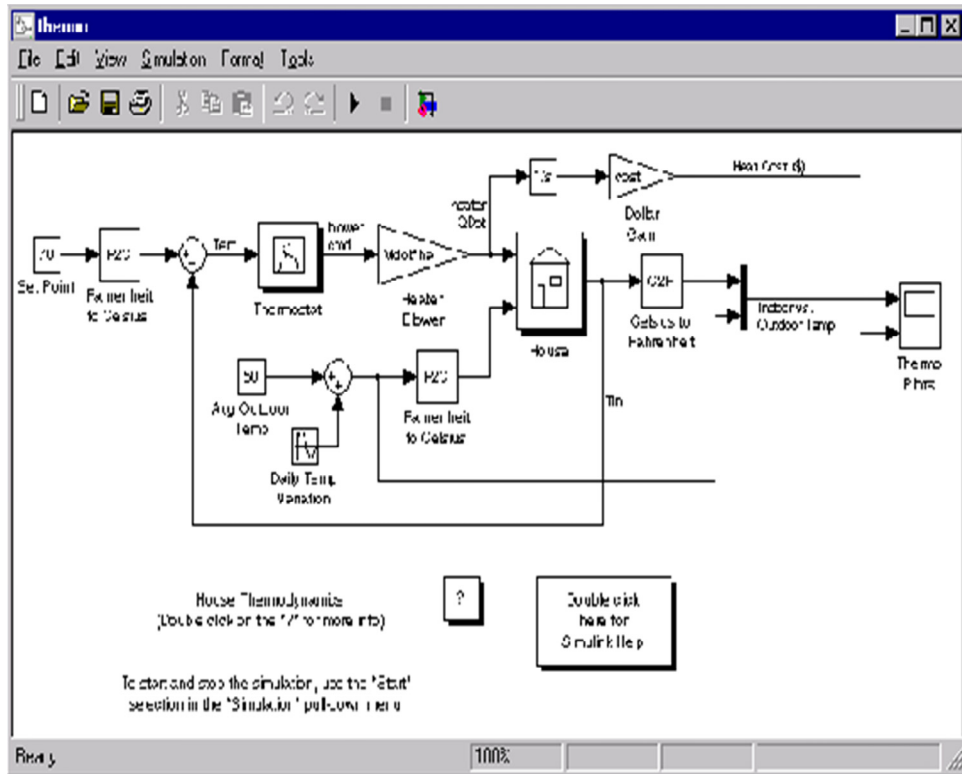 thermo
File Edit View Simulation Format Tools
1/s
cost
Heat Cost ($)
Dollar
Gain
heater
QDot
blower
cmd
70
F2C
Terr
Mdot*ha
Set Point
Fahrenheit
to Celsius
Thermostat
Heater
Blower
House
C2F
Celsius to
Fahrenheit
Indoor vs.
Outdoor Temp
Thermo
Plots
50
F2C
Avg Outdoor
Temp
Fahrenheit
to Celsius
Tin
Daily Temp
Variation
House Thermodynamics
(Double click on the "?" for more info)
?
Double click
here for
Simulink Help
To start and stop the simulation, use the "Start"
selection in the "Simulation" pull-down menu
Ready
100%